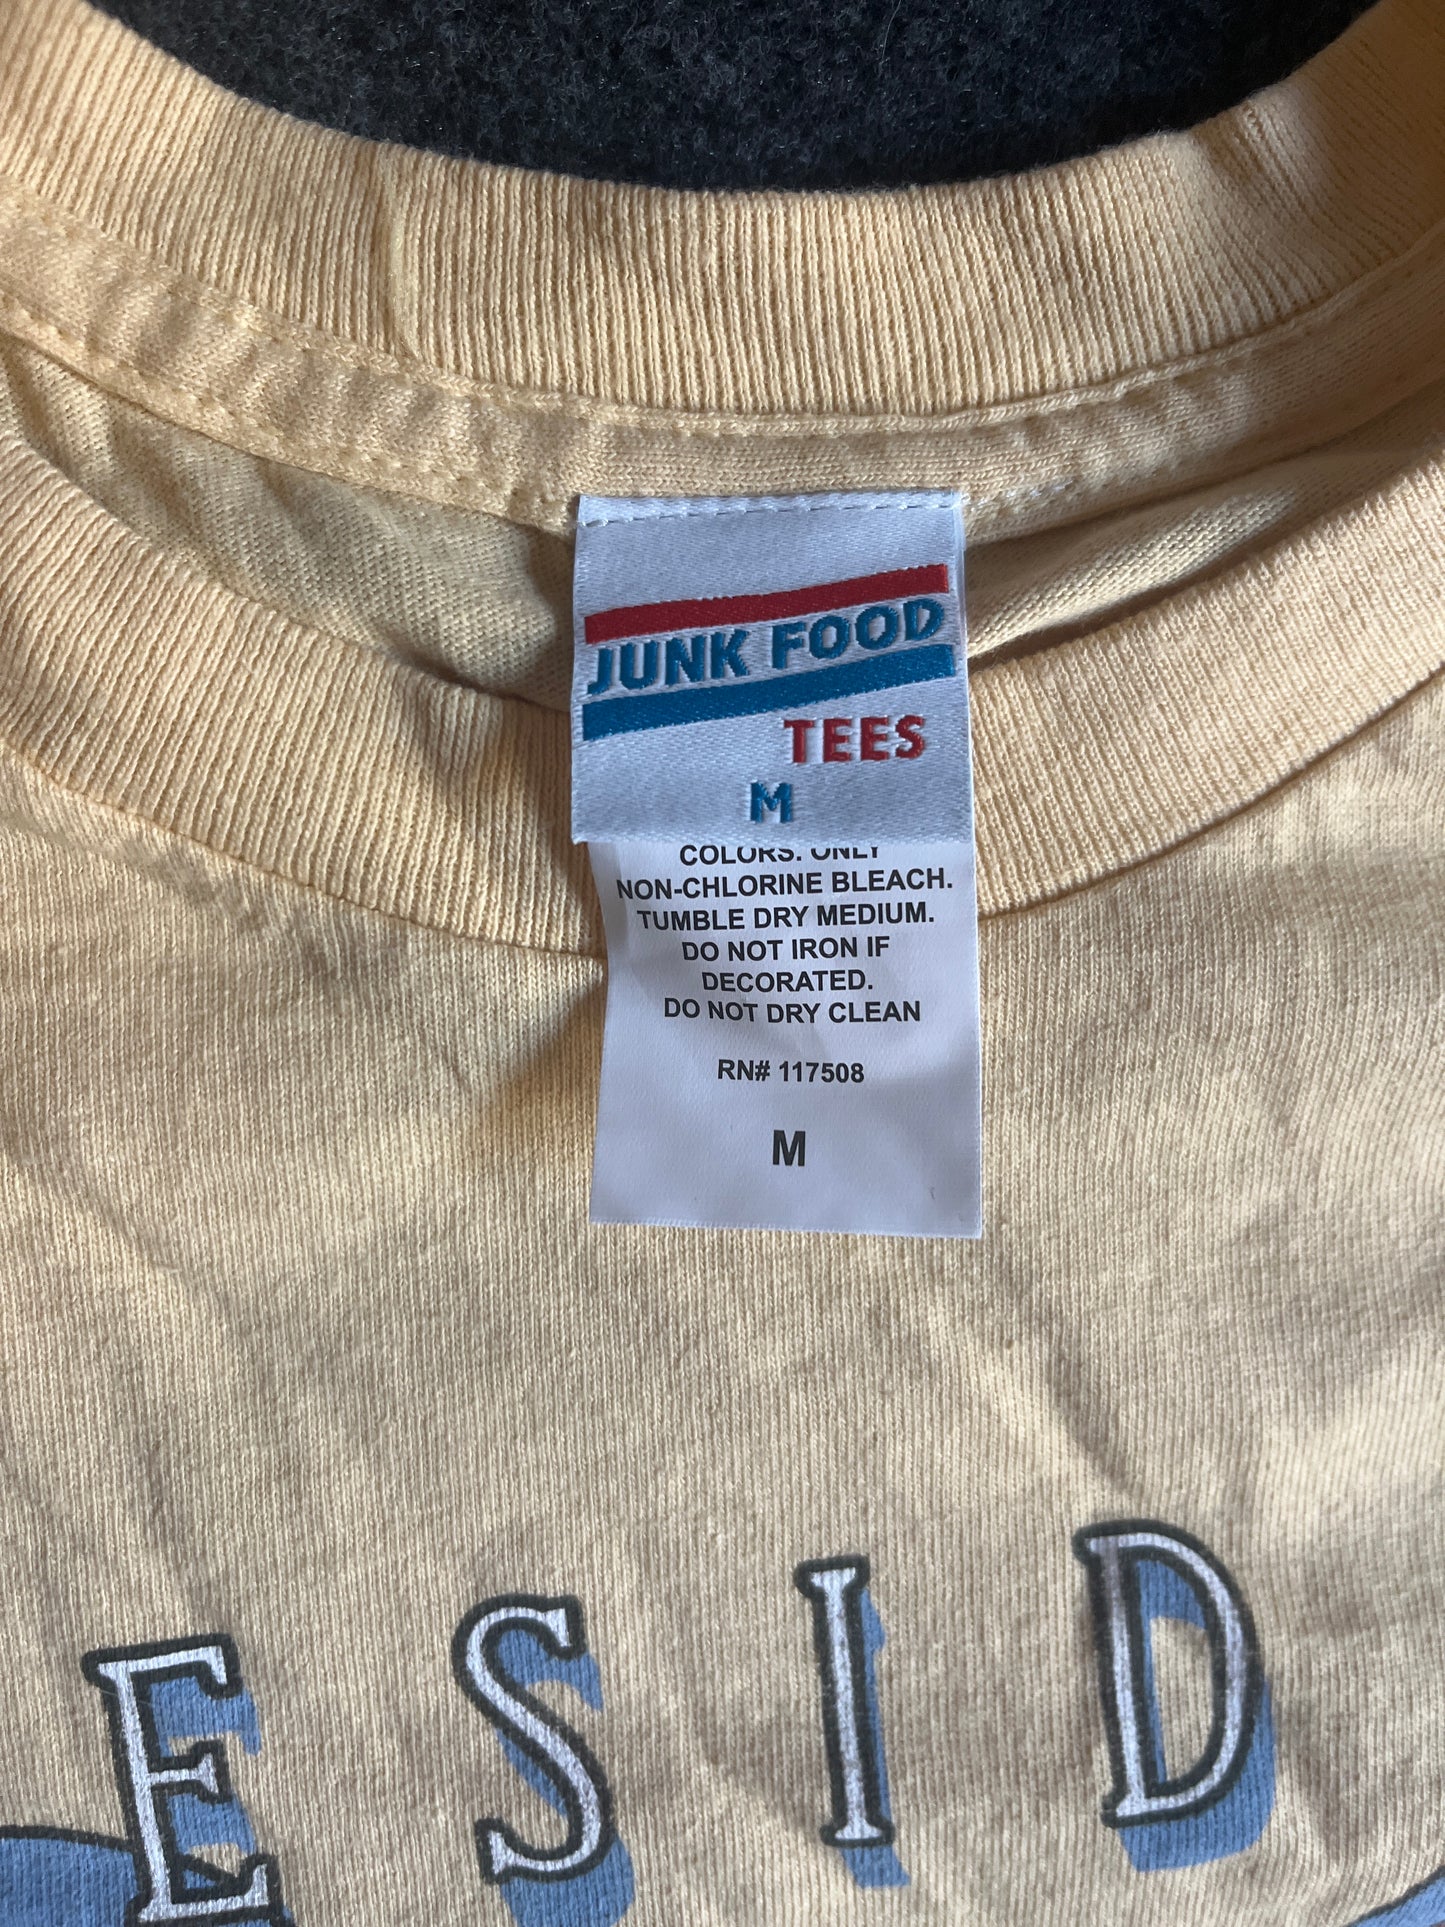 JUNK FOOD
TEES
M
COLORS. ONLY
NON-CHLORINE BLEACH.
TUMBLE DRY MEDIUM.
DO NOT IRON IF
DECORATED.
DO NOT DRY CLEAN
RN# 117508
M
ESID